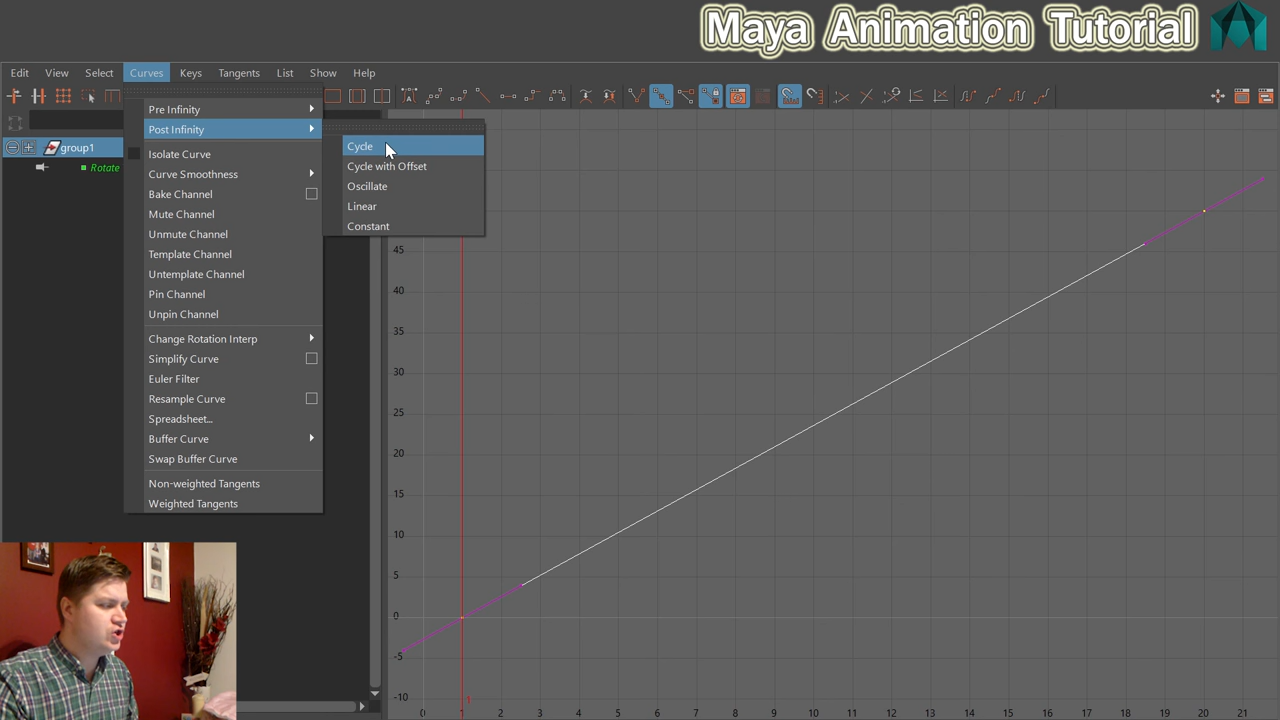 Maya Animation Tutorial
Edit View Select Curves Keys Tangents List Show Help
Pre Infinity
Post Infinity
Isolate Curve
Curve Smoothness
Bake Channel
Mute Channel
Unmute Channel
Template Channel
Untemplate Channel
Pin Channel
Unpin Channel
Change Rotation Interp
Simplify Curve
Euler Filter
Resample Curve
Spreadsheet...
Buffer Curve
Swap Buffer Curve
Non-weighted Tangents
Weighted Tangents
Cycle
Cycle with Offset
Oscillate
Linear
Constant
group1
Rotate
45
40
35
30
25
20
15
10
5
0
-5
-10
1
0 1 2 3 4 5 6 7 8 9 10 11 12 13 14 15 16 17 18 19 20 21